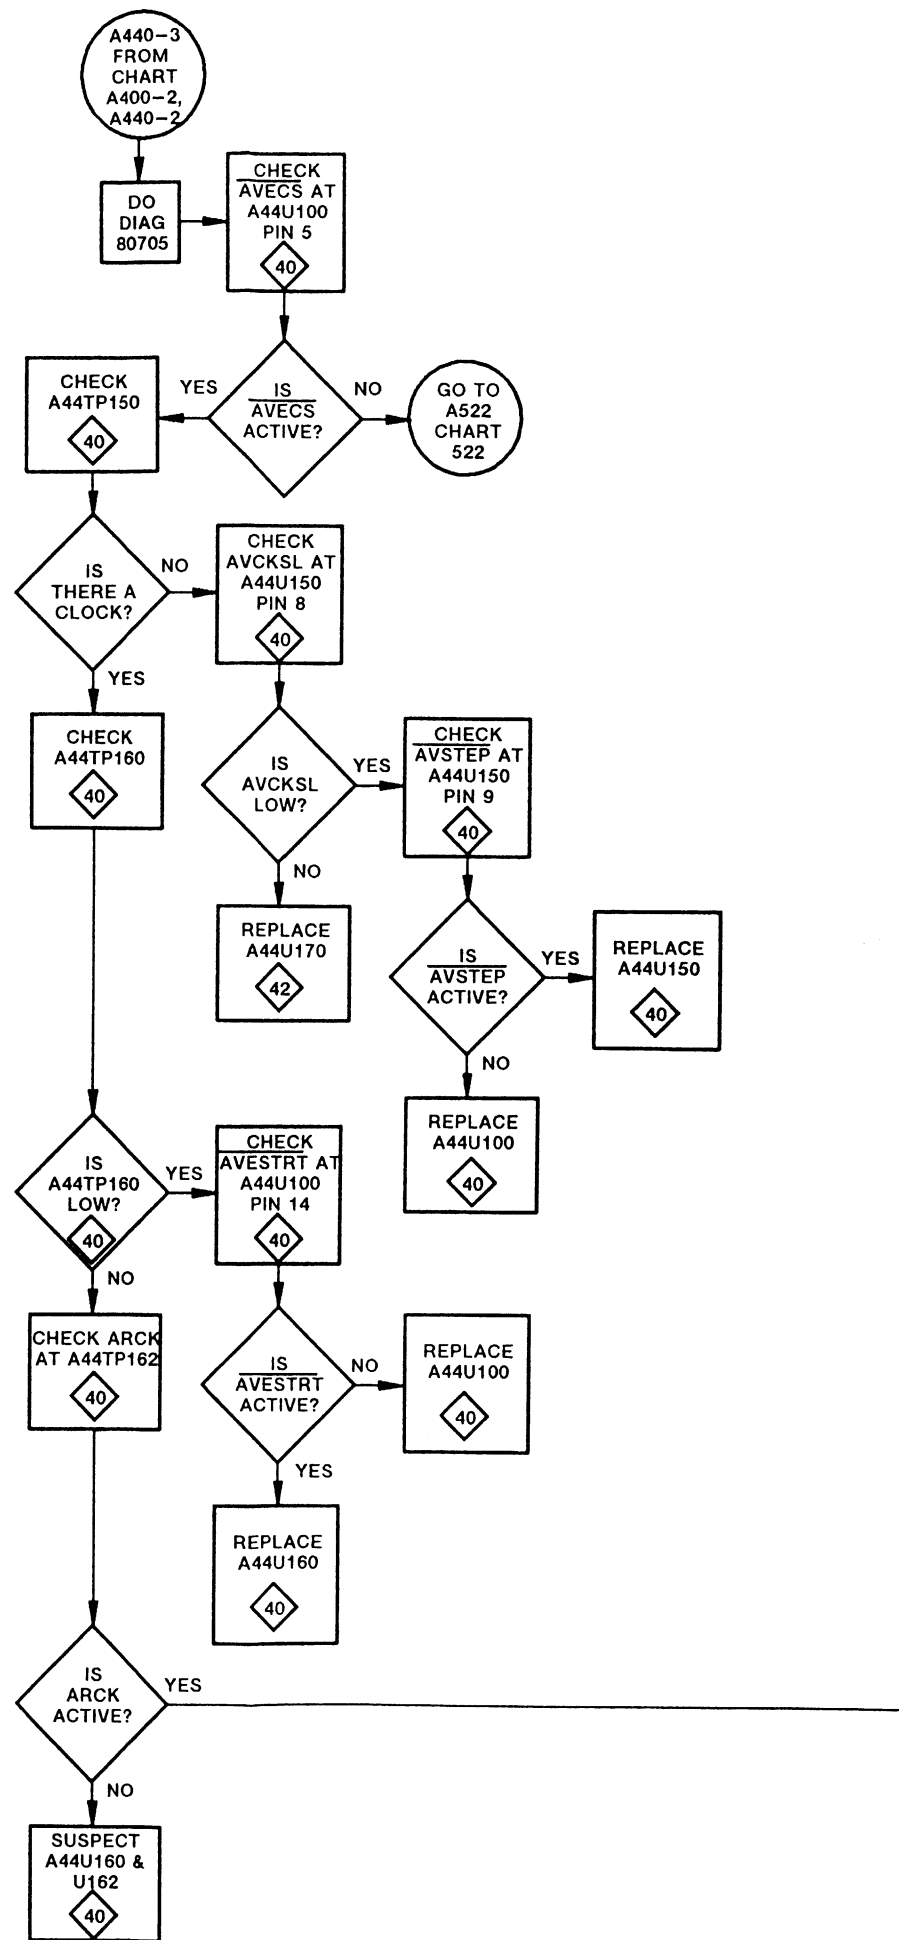 A440-3
FROM
CHART
A400-2,
A440-2
DO
DIAG
80705
CHECK
AVECS AT
A44U100
PIN 5
40
IS
AVECS
ACTIVE?
YES
NO
CHECK
A44TP150
40
GO TO
A522
CHART
522
IS
THERE A
CLOCK?
NO
YES
CHECK
AVCKSL AT
A44U150
PIN 8
40
CHECK
A44TP160
40
IS
AVCKSL
LOW?
YES
NO
CHECK
AVSTEP AT
A44U150
PIN 9
40
REPLACE
A44U170
42
IS
AVSTEP
ACTIVE?
YES
NO
REPLACE
A44U150
40
REPLACE
A44U100
40
IS
A44TP160
LOW?
40
YES
NO
CHECK
AVESTRT AT
A44U100
PIN 14
40
CHECK ARCK
AT A44TP162
40
IS
AVESTRT
ACTIVE?
NO
YES
REPLACE
A44U100
40
REPLACE
A44U160
40
IS
ARCK
ACTIVE?
YES
NO
SUSPECT
A44U160 &
U162
40